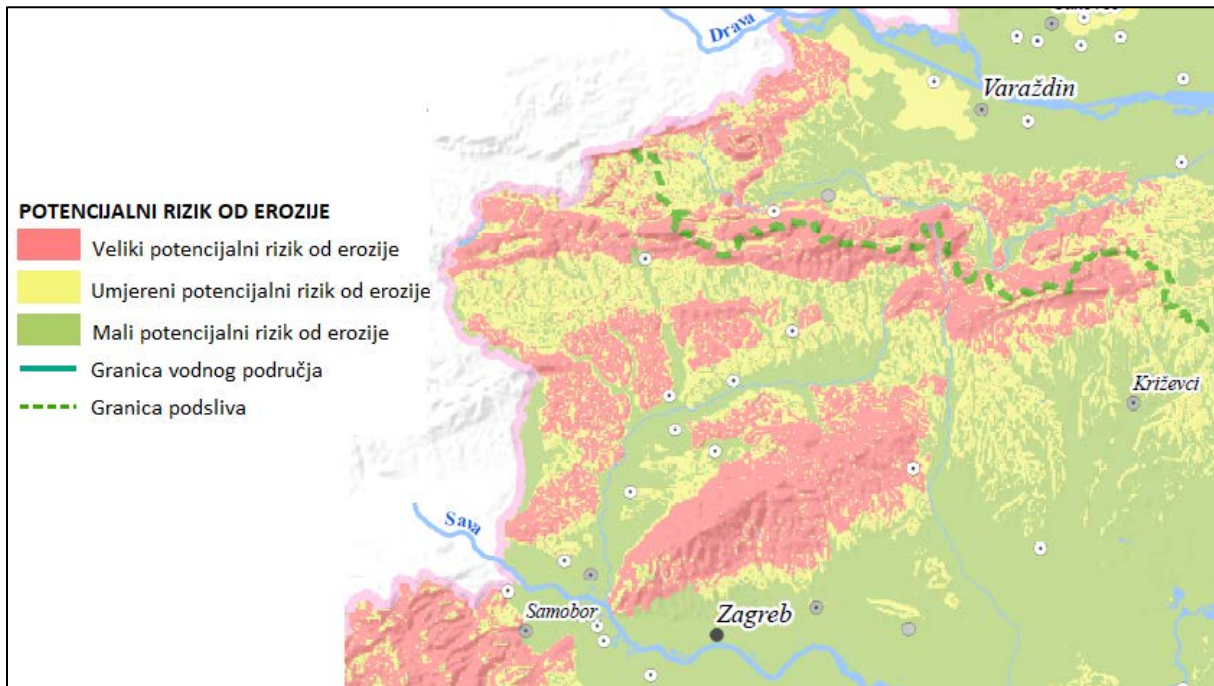 Drava
Varaždin
POTENCIJALNI RIZIK OD EROZIJE
Veliki potencijalni rizik od erozije
Umjereni potencijalni rizik od erozije
Mali potencijalni rizik od erozije
Granica vodnog područja
Granica podsliva
Križevci
Sava
Samobor
Zagreb